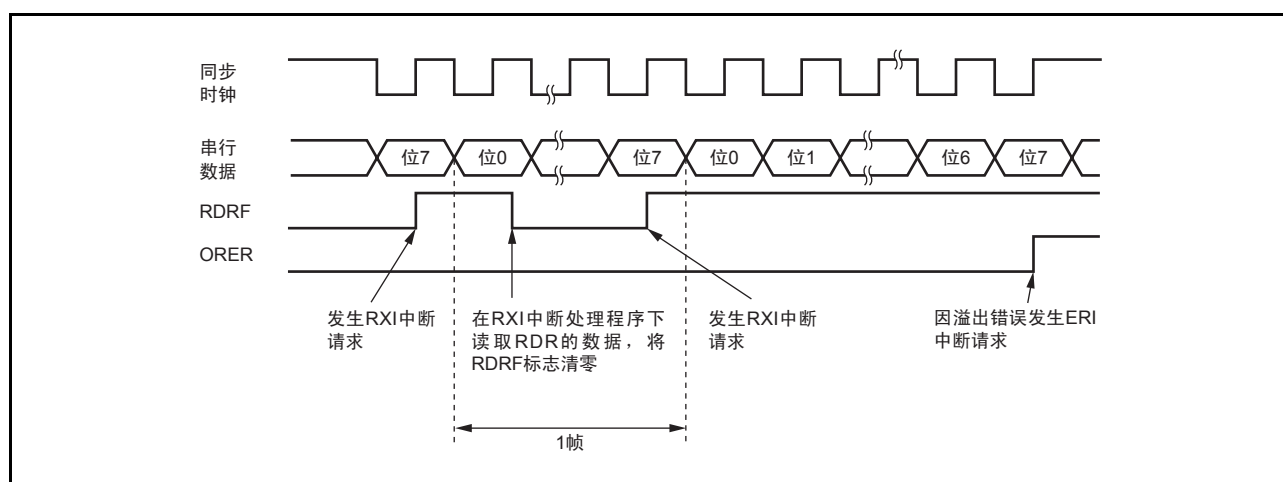 同步
时钟
串行
数据
位7
位0
位7
位0
位1
位6
位7
RDRF
ORER
发生RXI中断
请求
在RXI中断处理程序下
读取RDR的数据，将
RDRF标志清零
发生RXI中断
请求
因溢出错误发生ERI
中断请求
1帧